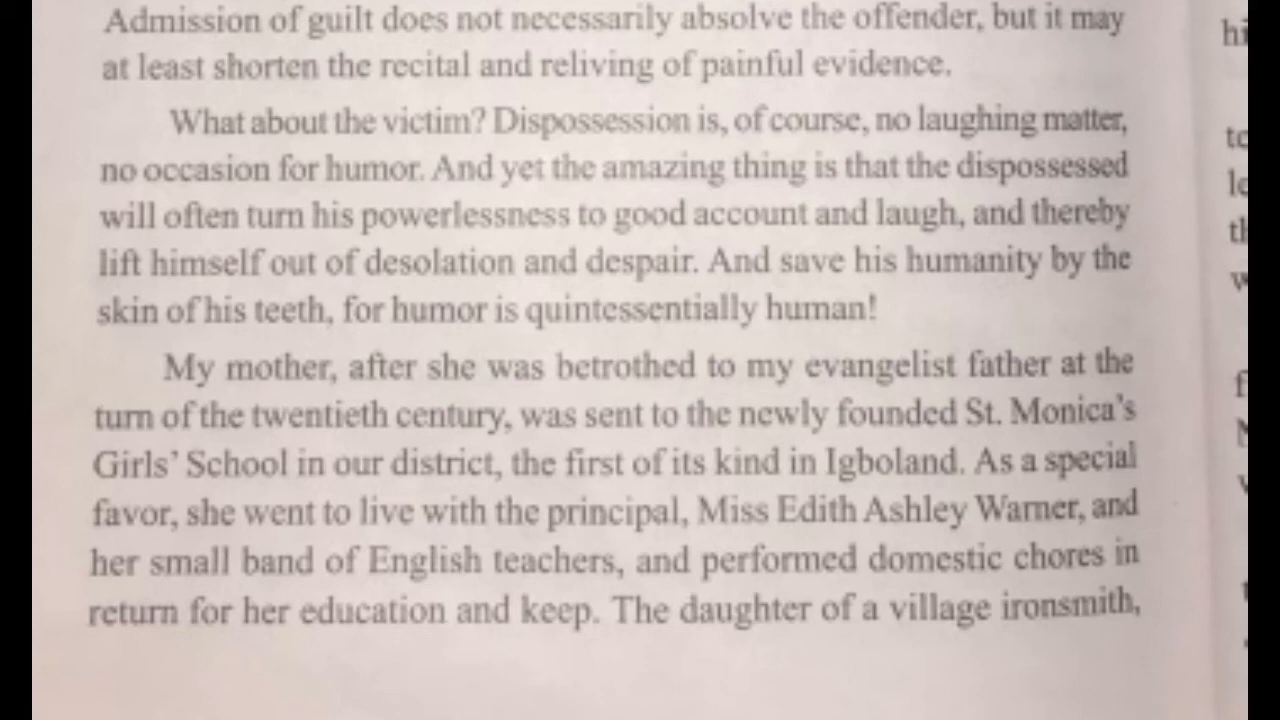 Admission of guilt does not necessarily absolve the offender, but it may
at least shorten the recital and reliving of painful evidence.
What about the victim? Dispossession is, of course, no laughing matter,
no occasion for humor. And yet the amazing thing is that the dispossessed
will often turn his powerlessness to good account and laugh, and thereby
lift himself out of desolation and despair. And save his humanity by the
skin of his teeth, for humor is quintessentially human!
My mother, after she was betrothed to my evangelist father at the
turn of the twentieth century, was sent to the newly founded St. Monica's
Girls' School in our district, the first of its kind in Igboland. As a special
favor, she went to live with the principal, Miss Edith Ashley Warner, and
her small band of English teachers, and performed domestic chores in
return for her education and keep. The daughter of a village ironsmith,